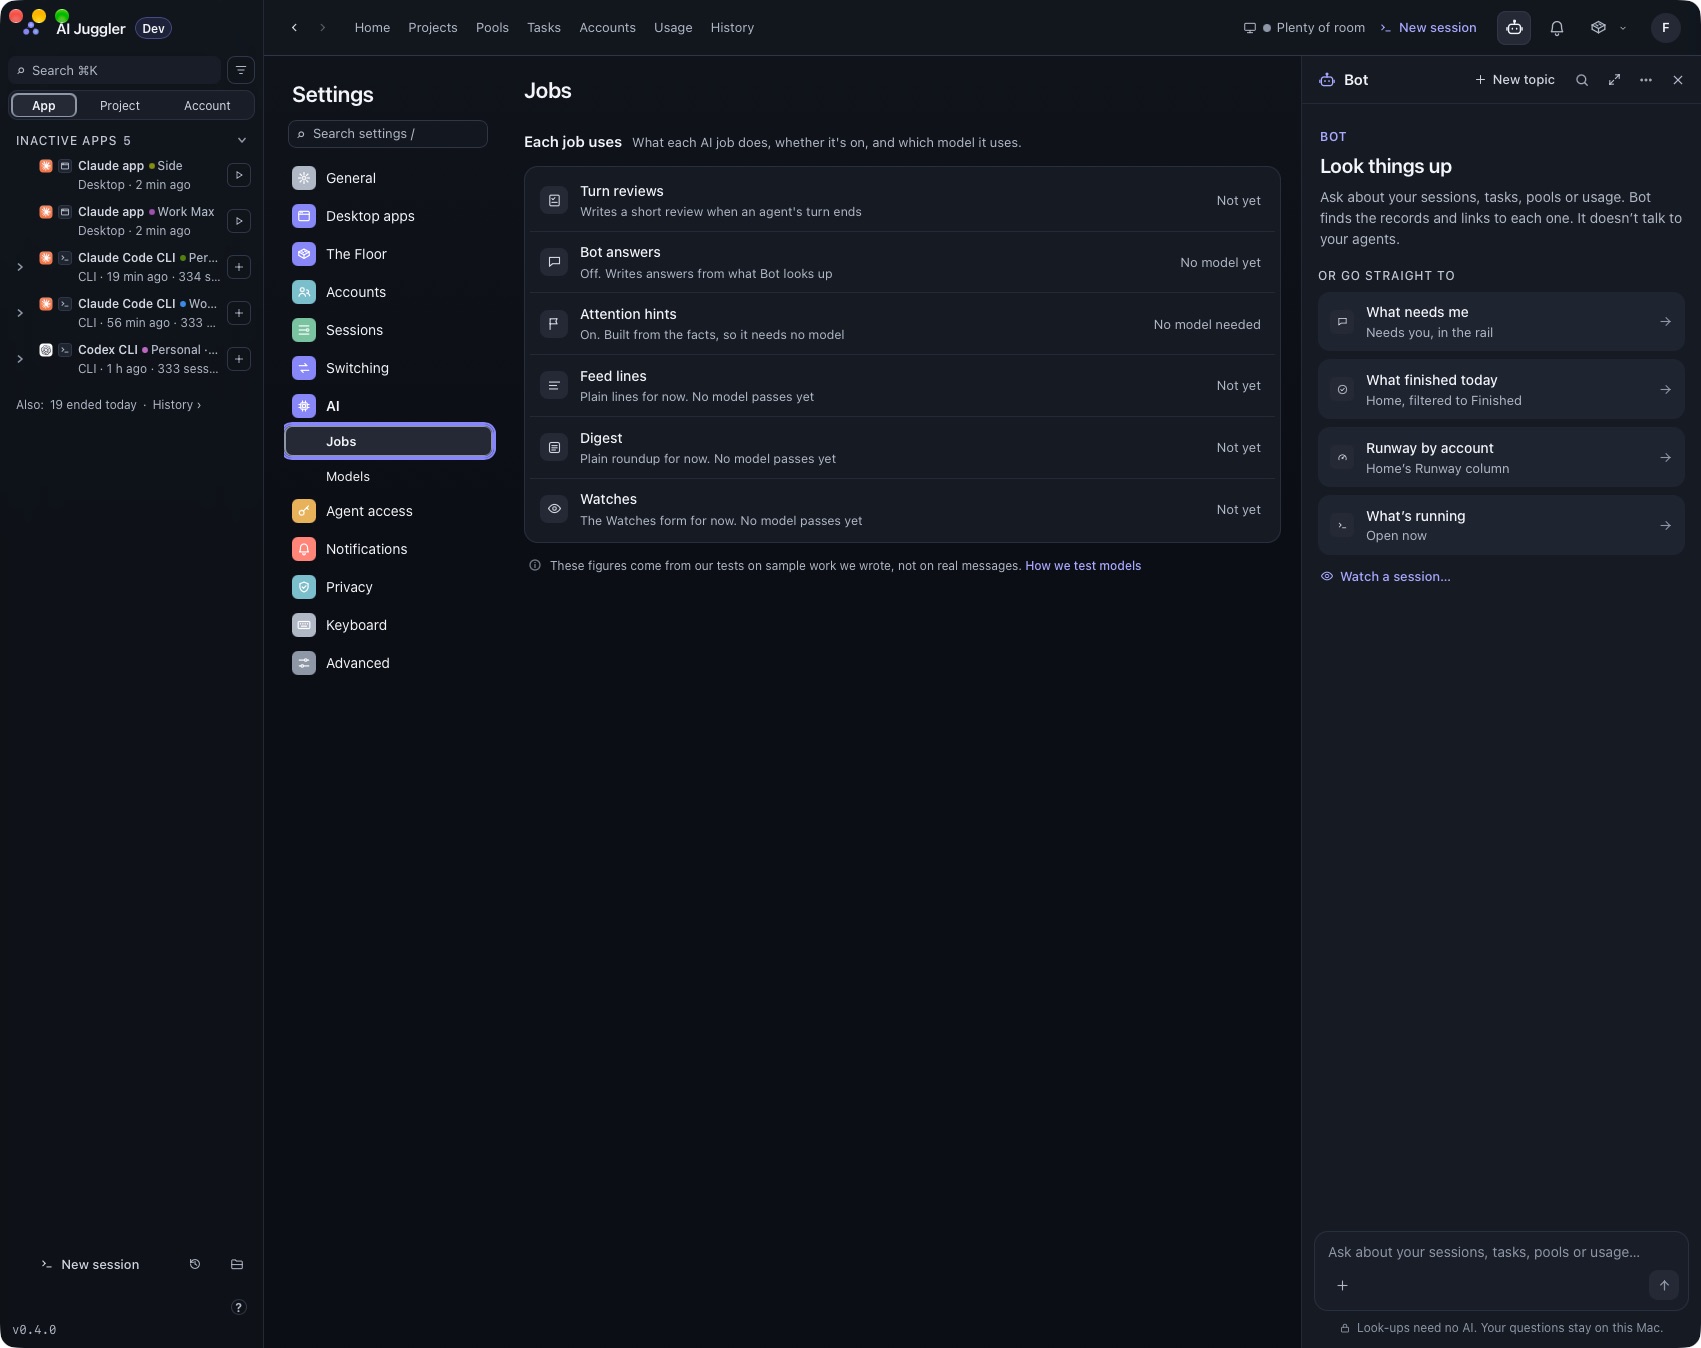 AI Juggler Dev
Search ⌘K
App Project Account
INACTIVE APPS 5
Claude app Side
Desktop · 2 min ago
Claude app Work Max
Desktop · 2 min ago
Claude Code CLI Per…
CLI · 19 min ago · 334 s…
Claude Code CLI Wo…
CLI · 56 min ago · 333 …
Codex CLI Personal ·…
CLI · 1 h ago · 333 sess…
Also: 19 ended today · History ›
New session
?
v0.4.0
Home Projects Pools Tasks Accounts Usage History
Plenty of room New session F
Settings
Search settings /
General
Desktop apps
The Floor
Accounts
Sessions
Switching
AI
Jobs
Models
Agent access
Notifications
Privacy
Keyboard
Advanced
Jobs
Each job uses What each AI job does, whether it's on, and which model it uses.
Turn reviews
Writes a short review when an agent's turn ends
Not yet
Bot answers
Off. Writes answers from what Bot looks up
No model yet
Attention hints
On. Built from the facts, so it needs no model
No model needed
Feed lines
Plain lines for now. No model passes yet
Not yet
Digest
Plain roundup for now. No model passes yet
Not yet
Watches
The Watches form for now. No model passes yet
Not yet
These figures come from our tests on sample work we wrote, not on real messages. How we test models
Bot + New topic
BOT
Look things up
Ask about your sessions, tasks, pools or usage. Bot
finds the records and links to each one. It doesn't talk to
your agents.
OR GO STRAIGHT TO
What needs me
Needs you, in the rail
What finished today
Home, filtered to Finished
Runway by account
Home's Runway column
What's running
Open now
Watch a session…
Ask about your sessions, tasks, pools or usage…
Look-ups need no AI. Your questions stay on this Mac.